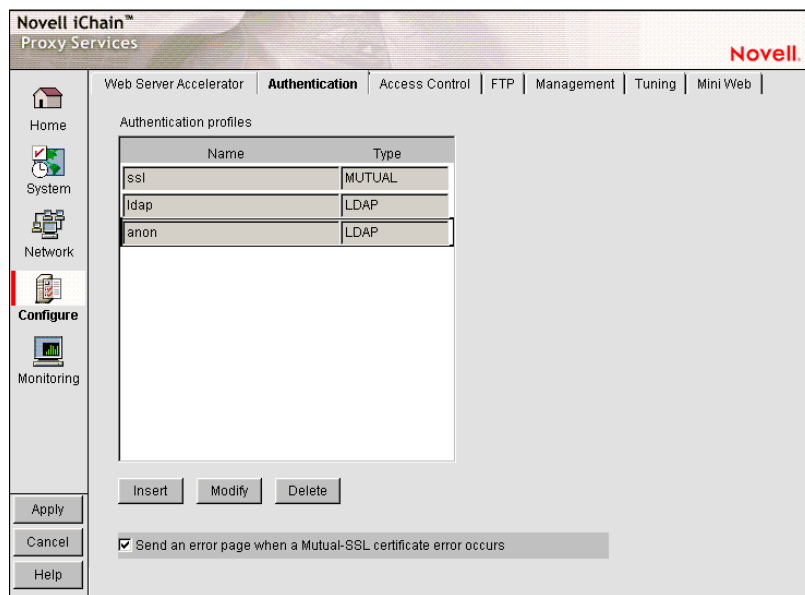 Novell iChain™
Proxy Services
Novell.
Web Server Accelerator Authentication Access Control FTP Management Tuning Mini Web
Home
System
Network
Configure
Monitoring
Authentication profiles
Name Type
ssl MUTUAL
ldap LDAP
anon LDAP
Insert Modify Delete
Send an error page when a Mutual-SSL certificate error occurs
Apply
Cancel
Help